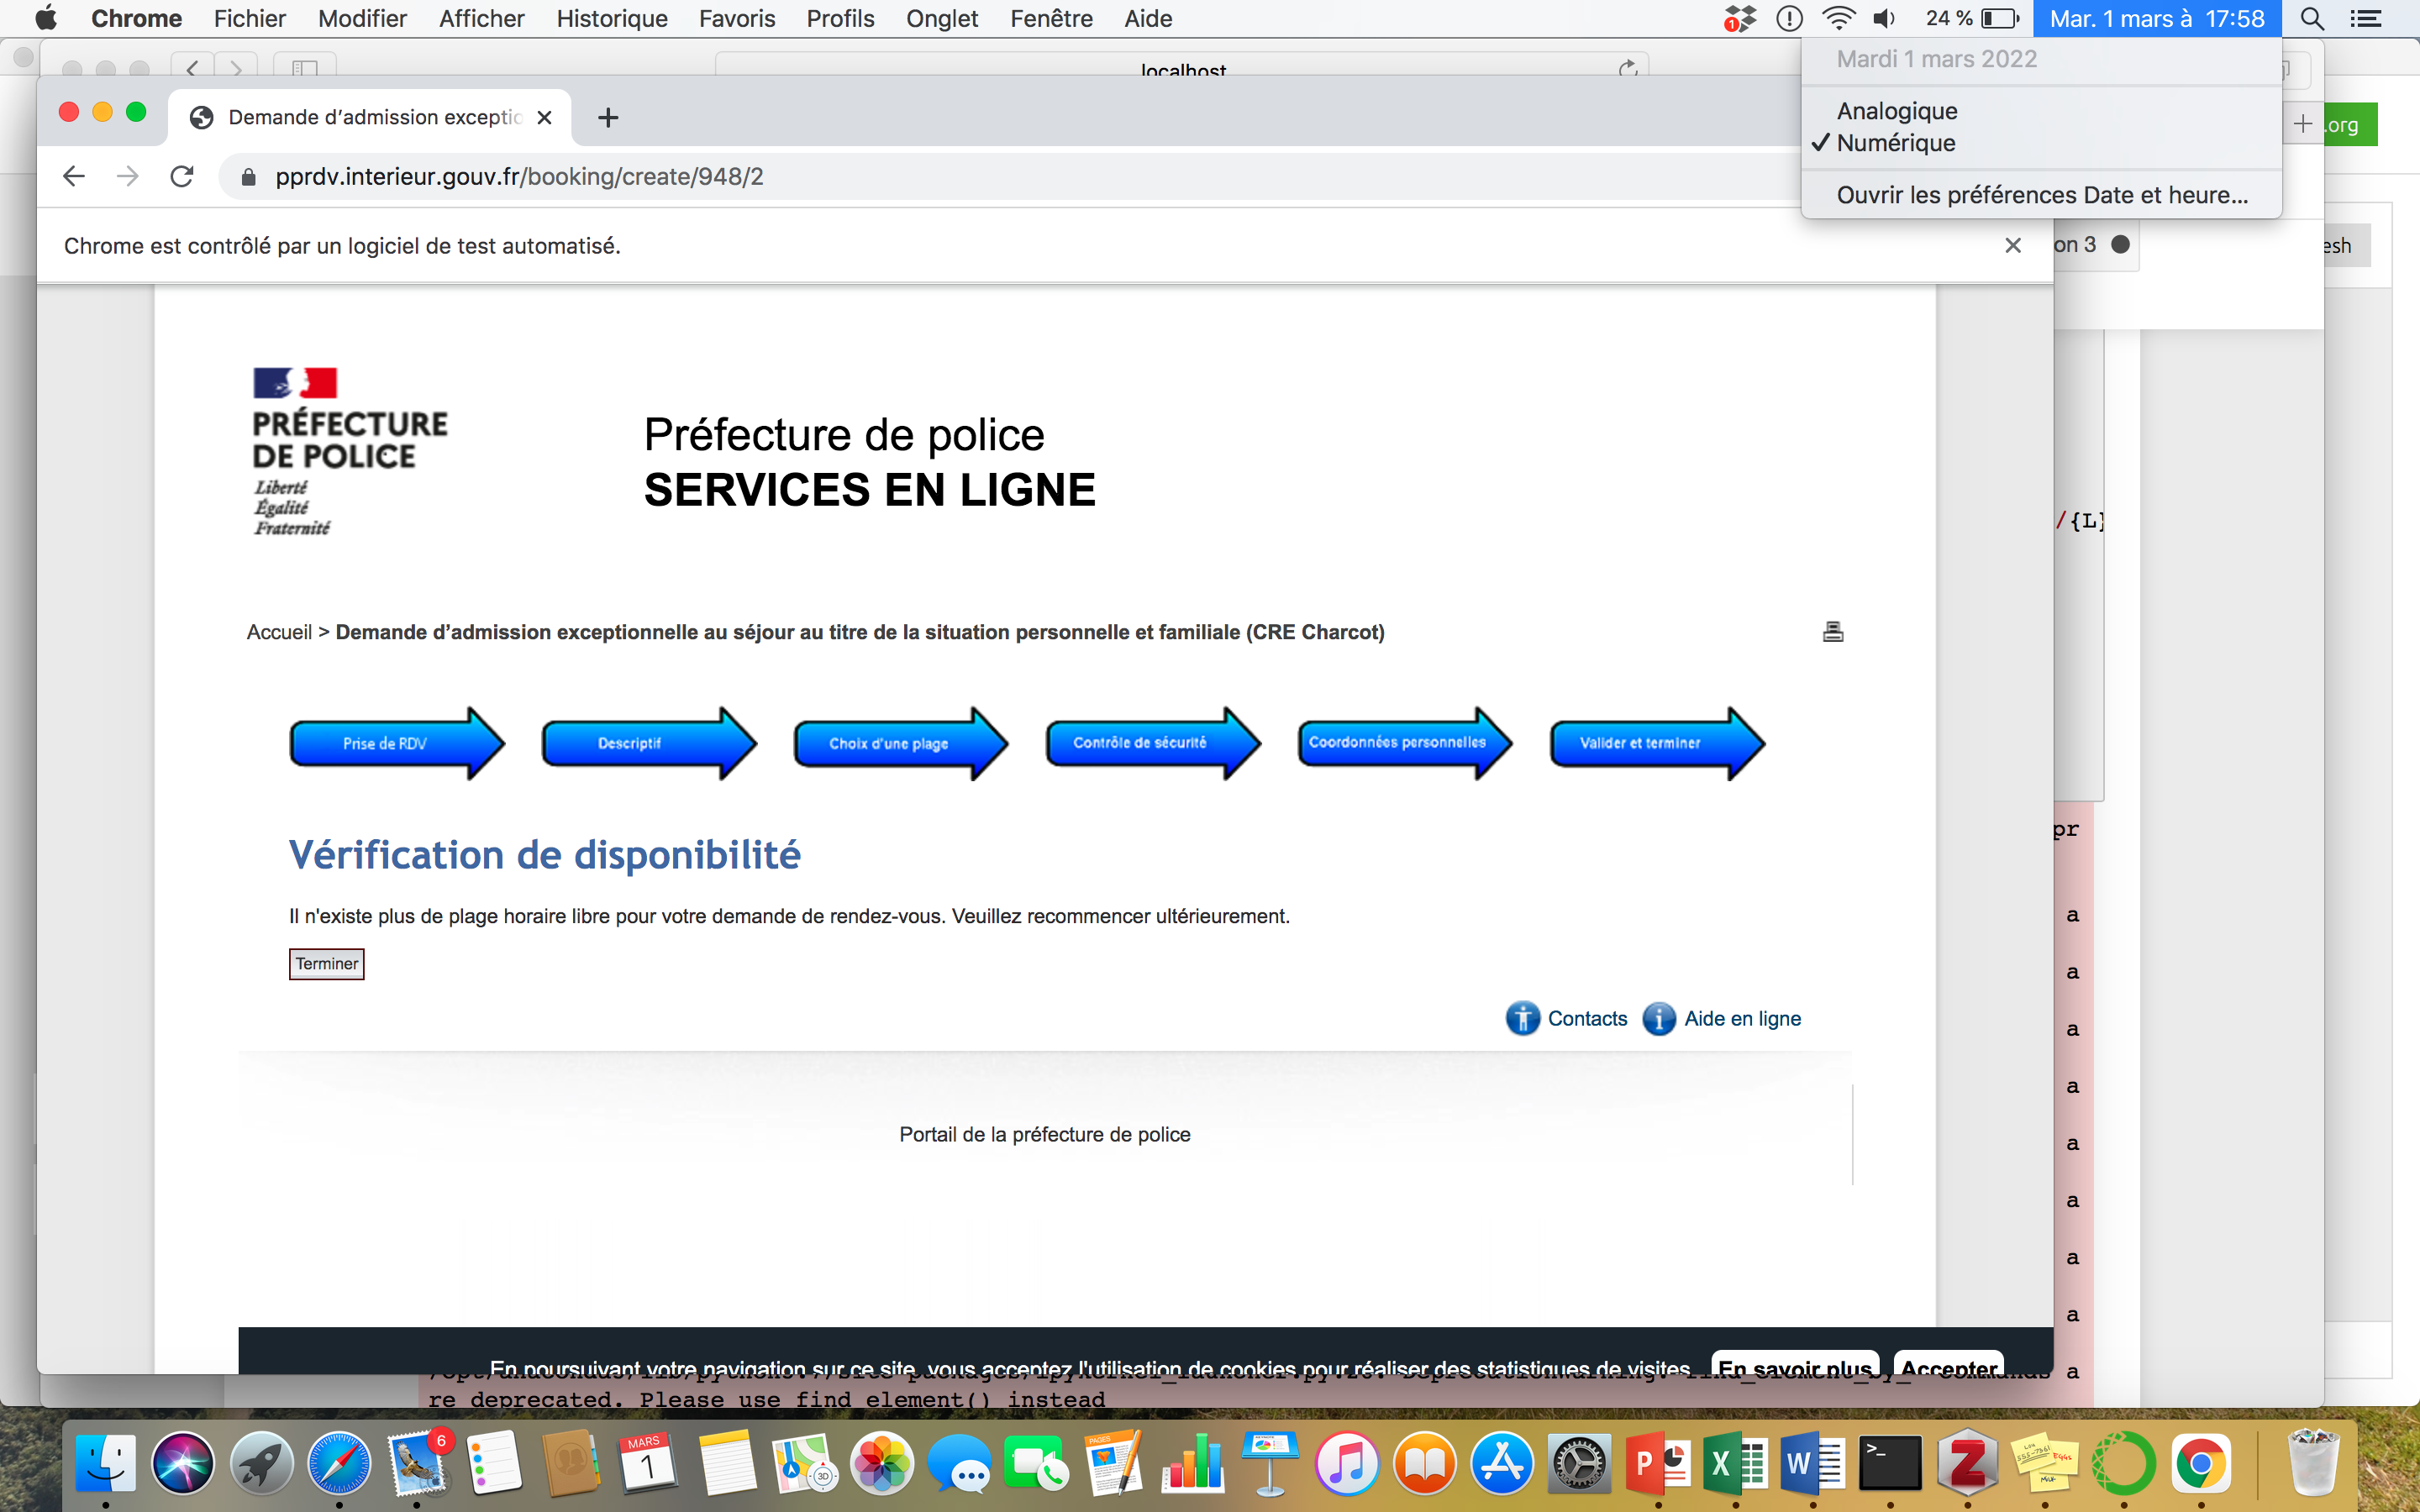 Chrome Fichier Modifier Afficher Historique Favoris Profils Onglet Fenêtre Aide
1 24 % Mar. 1 mars à 17:58
Mardi 1 mars 2022
Analogique
✓ Numérique
Ouvrir les préférences Date et heure...
localhost
Demande d'admission exceptio
.org
pprdv.interieur.gouv.fr/booking/create/948/2
Chrome est contrôlé par un logiciel de test automatisé.
on 3
esh
PRÉFECTURE
DE POLICE
Liberté
Égalité
Fraternité
Préfecture de police
SERVICES EN LIGNE
/{L}
Accueil > Demande d'admission exceptionnelle au séjour au titre de la situation personnelle et familiale (CRE Charcot)
Prise de RDV Descriptif Choix d'une plage Contrôle de sécurité Coordonnées personnelles Valider et terminer
pr
Vérification de disponibilité
Il n'existe plus de plage horaire libre pour votre demande de rendez-vous. Veuillez recommencer ultérieurement.
a
Terminer
a
Contacts Aide en ligne
a
a
Portail de la préfecture de police
a
a
a
a
En poursuivant votre navigation sur ce site, vous acceptez l'utilisation de cookies pour réaliser des statistiques de visites En savoir plus Accepter
a
re deprecated. Please use find_element() instead
6
MARS
1
PAGES
3D
P X W >_ Z